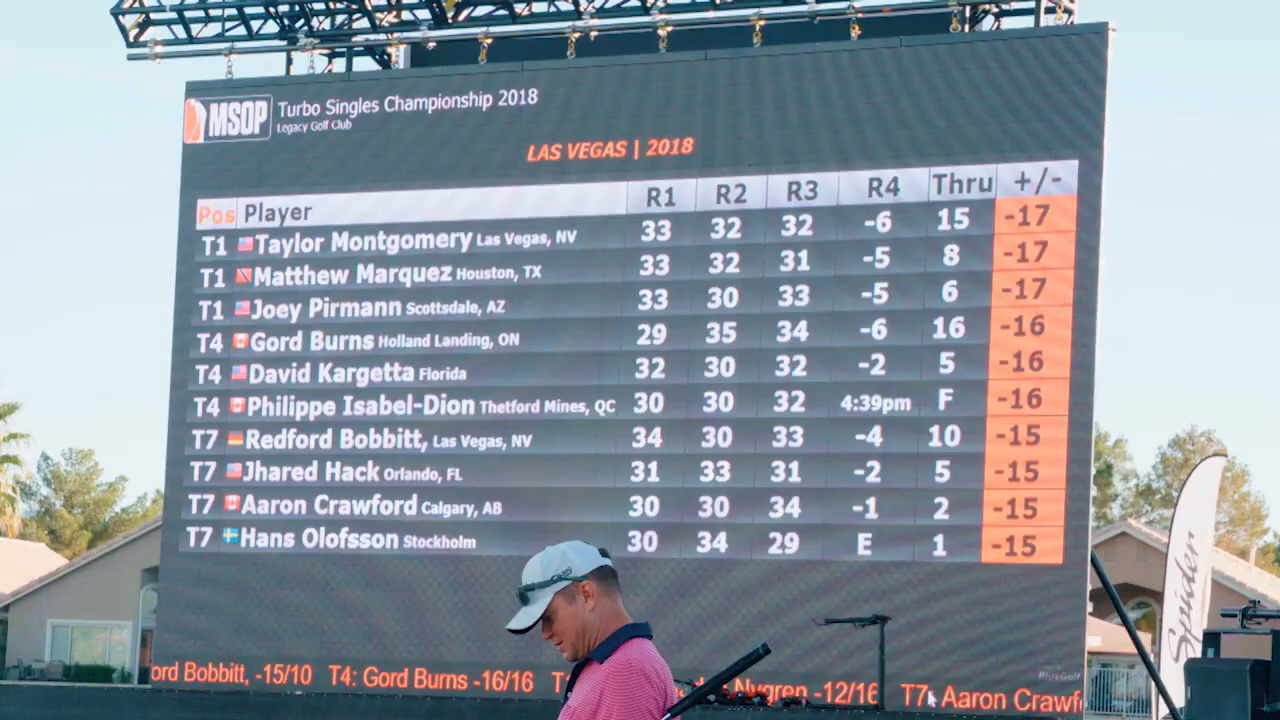 MSOP Turbo Singles Championship 2018
Legacy Golf Club
LAS VEGAS | 2018
Pos Player R1 R2 R3 R4 Thru +/-
T1 Taylor Montgomery Las Vegas, NV 33 32 32 -6 15 -17
T1 Matthew Marquez Houston, TX 33 32 31 -5 8 -17
T1 Joey Pirmann Scottsdale, AZ 33 30 33 -5 6 -17
T4 Gord Burns Holland Landing, ON 29 35 34 -6 16 -16
T4 David Kargetta Florida 32 30 32 -2 5 -16
T4 Philippe Isabel-Dion Thetford Mines, QC 30 30 32 4:39pm F -16
T7 Redford Bobbitt, Las Vegas, NV 34 30 33 -4 10 -15
T7 Jhared Hack Orlando, FL 31 33 31 -2 5 -15
T7 Aaron Crawford Calgary, AB 30 30 34 -1 2 -15
T7 Hans Olofsson Stockholm 30 34 29 E 1 -15
BlueGolf
ord Bobbitt, -15/10 T4: Gord Burns -16/16 Nygren -12/16 T7: Aaron Crawf
Spider